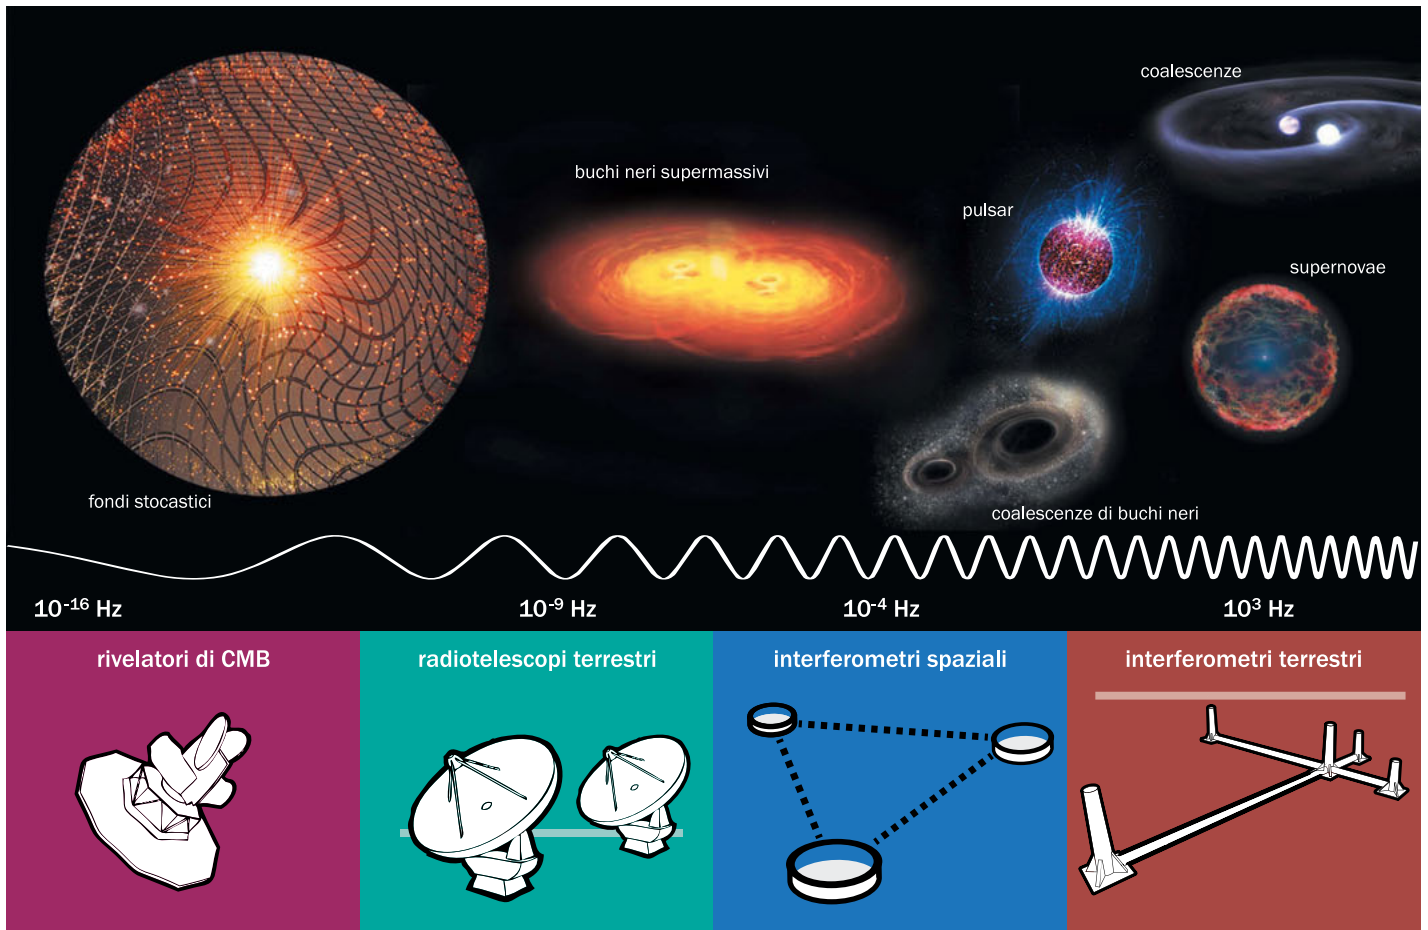 coalescenze
buchi neri supermassivi
pulsar
supernovae
fondi stocastici
coalescenze di buchi neri
10⁻¹⁶ Hz
10⁻⁹ Hz
10⁻⁴ Hz
10³ Hz
rivelatori di CMB
radiotelescopi terrestri
interferometri spaziali
interferometri terrestri